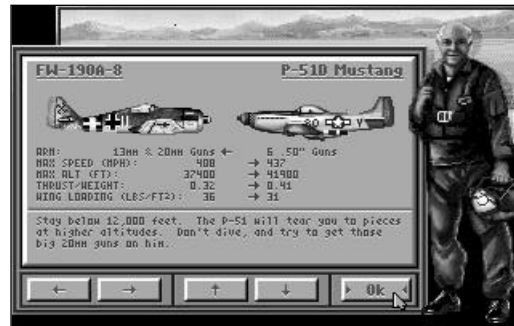 FW-190A-8 P-51D Mustang
ARM: 13MM & 20MM Guns ← 6 .50" Guns
MAX SPEED (MPH): 408 → 437
MAX ALT (FT): 37400 → 41900
THRUST/WEIGHT: 0.32 → 0.41
WING LOADING (LBS/FT2): 36 → 31
Stay below 12,000 feet. The P-51 will tear you to pieces
at higher altitudes. Don't dive, and try to get those
big 20MM guns on him.
← → ↑ ↓ Ok